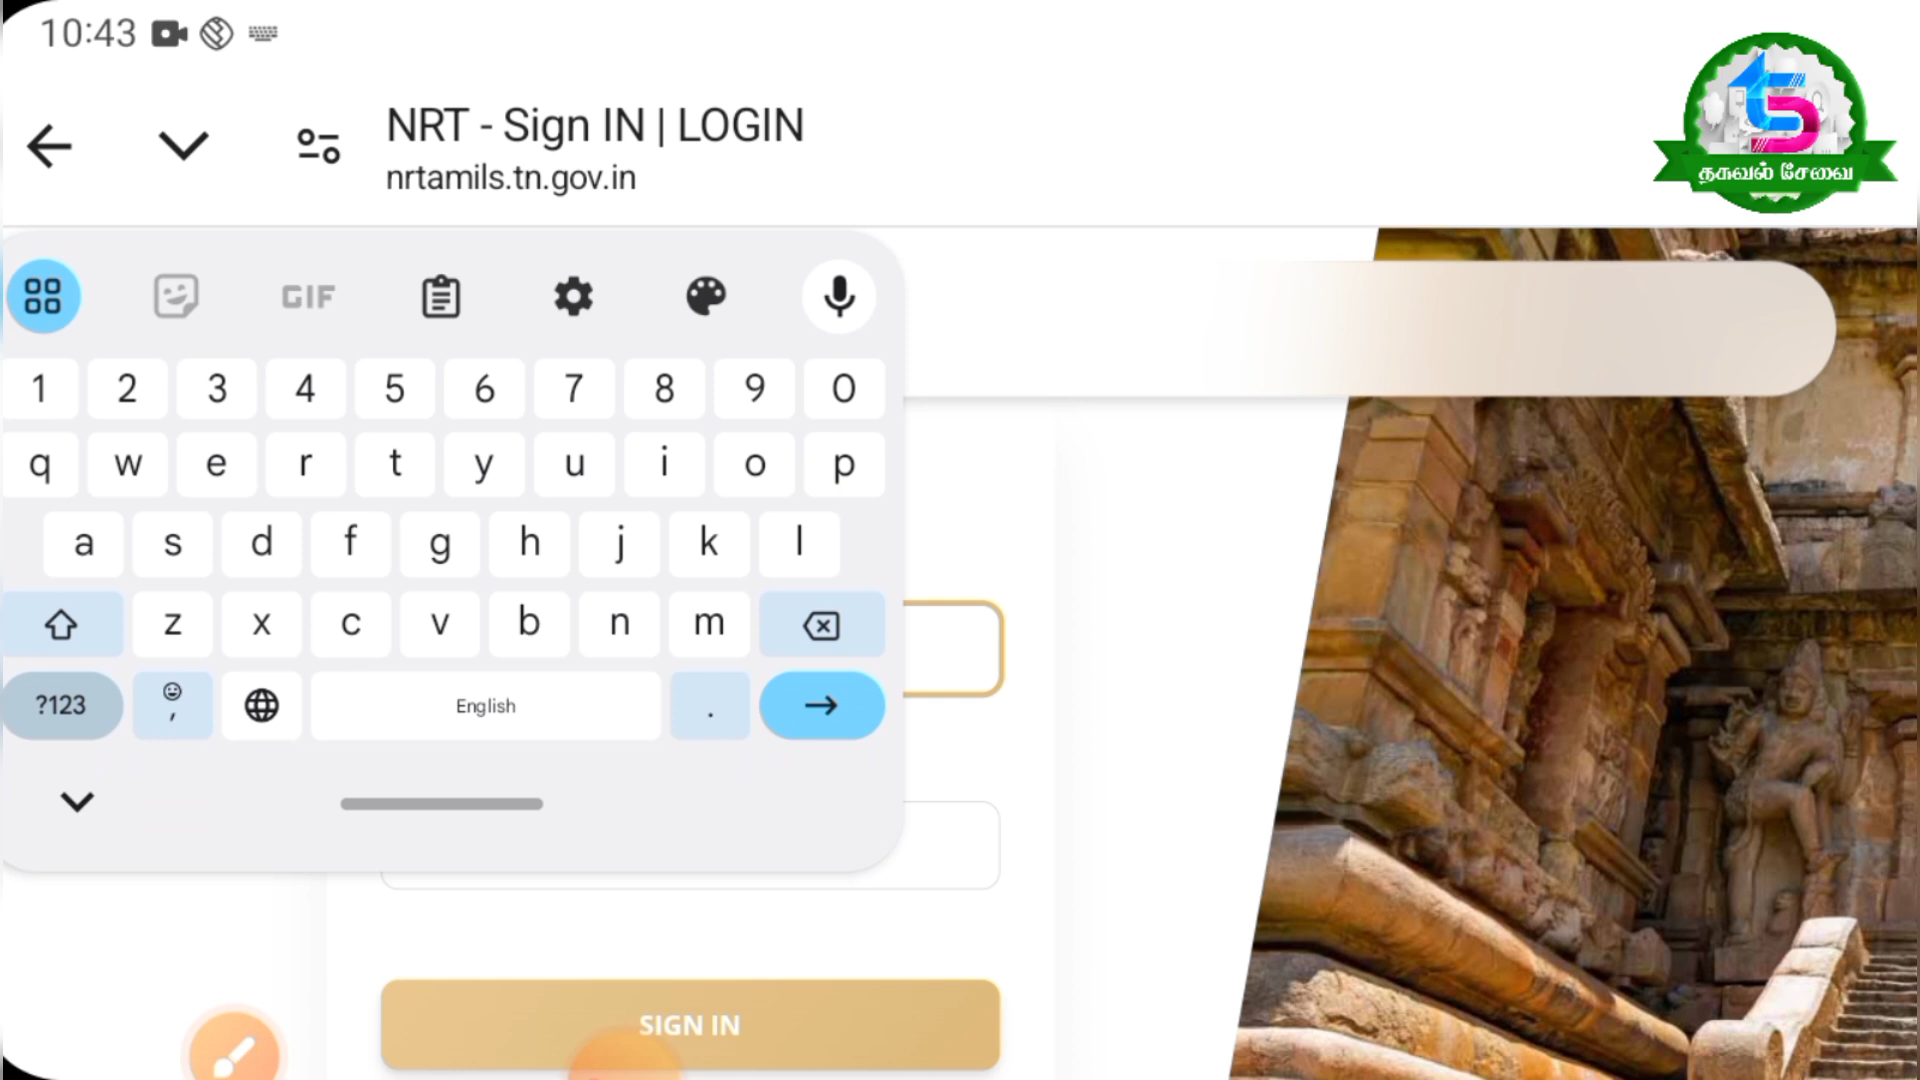 10:43
NRT - Sign IN | LOGIN
nrtamils.tn.gov.in
தகவல் சேவை
GIF
1 2 3 4 5 6 7 8 9 0
q w e r t y u i o p
a s d f g h j k l
z x c v b n m
?123 , English .
SIGN IN